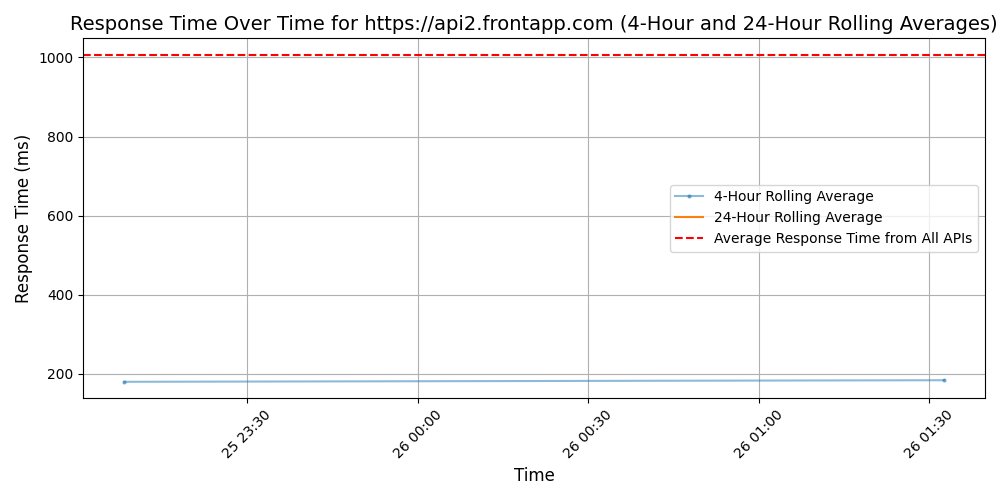 Response Time Over Time for https://api2.frontapp.com (4-Hour and 24-Hour Rolling Averages)
Response Time (ms)
1000
800
600
400
200
4-Hour Rolling Average
24-Hour Rolling Average
Average Response Time from All APIs
25 23:30
26 00:00
26 00:30
26 01:00
26 01:30
Time